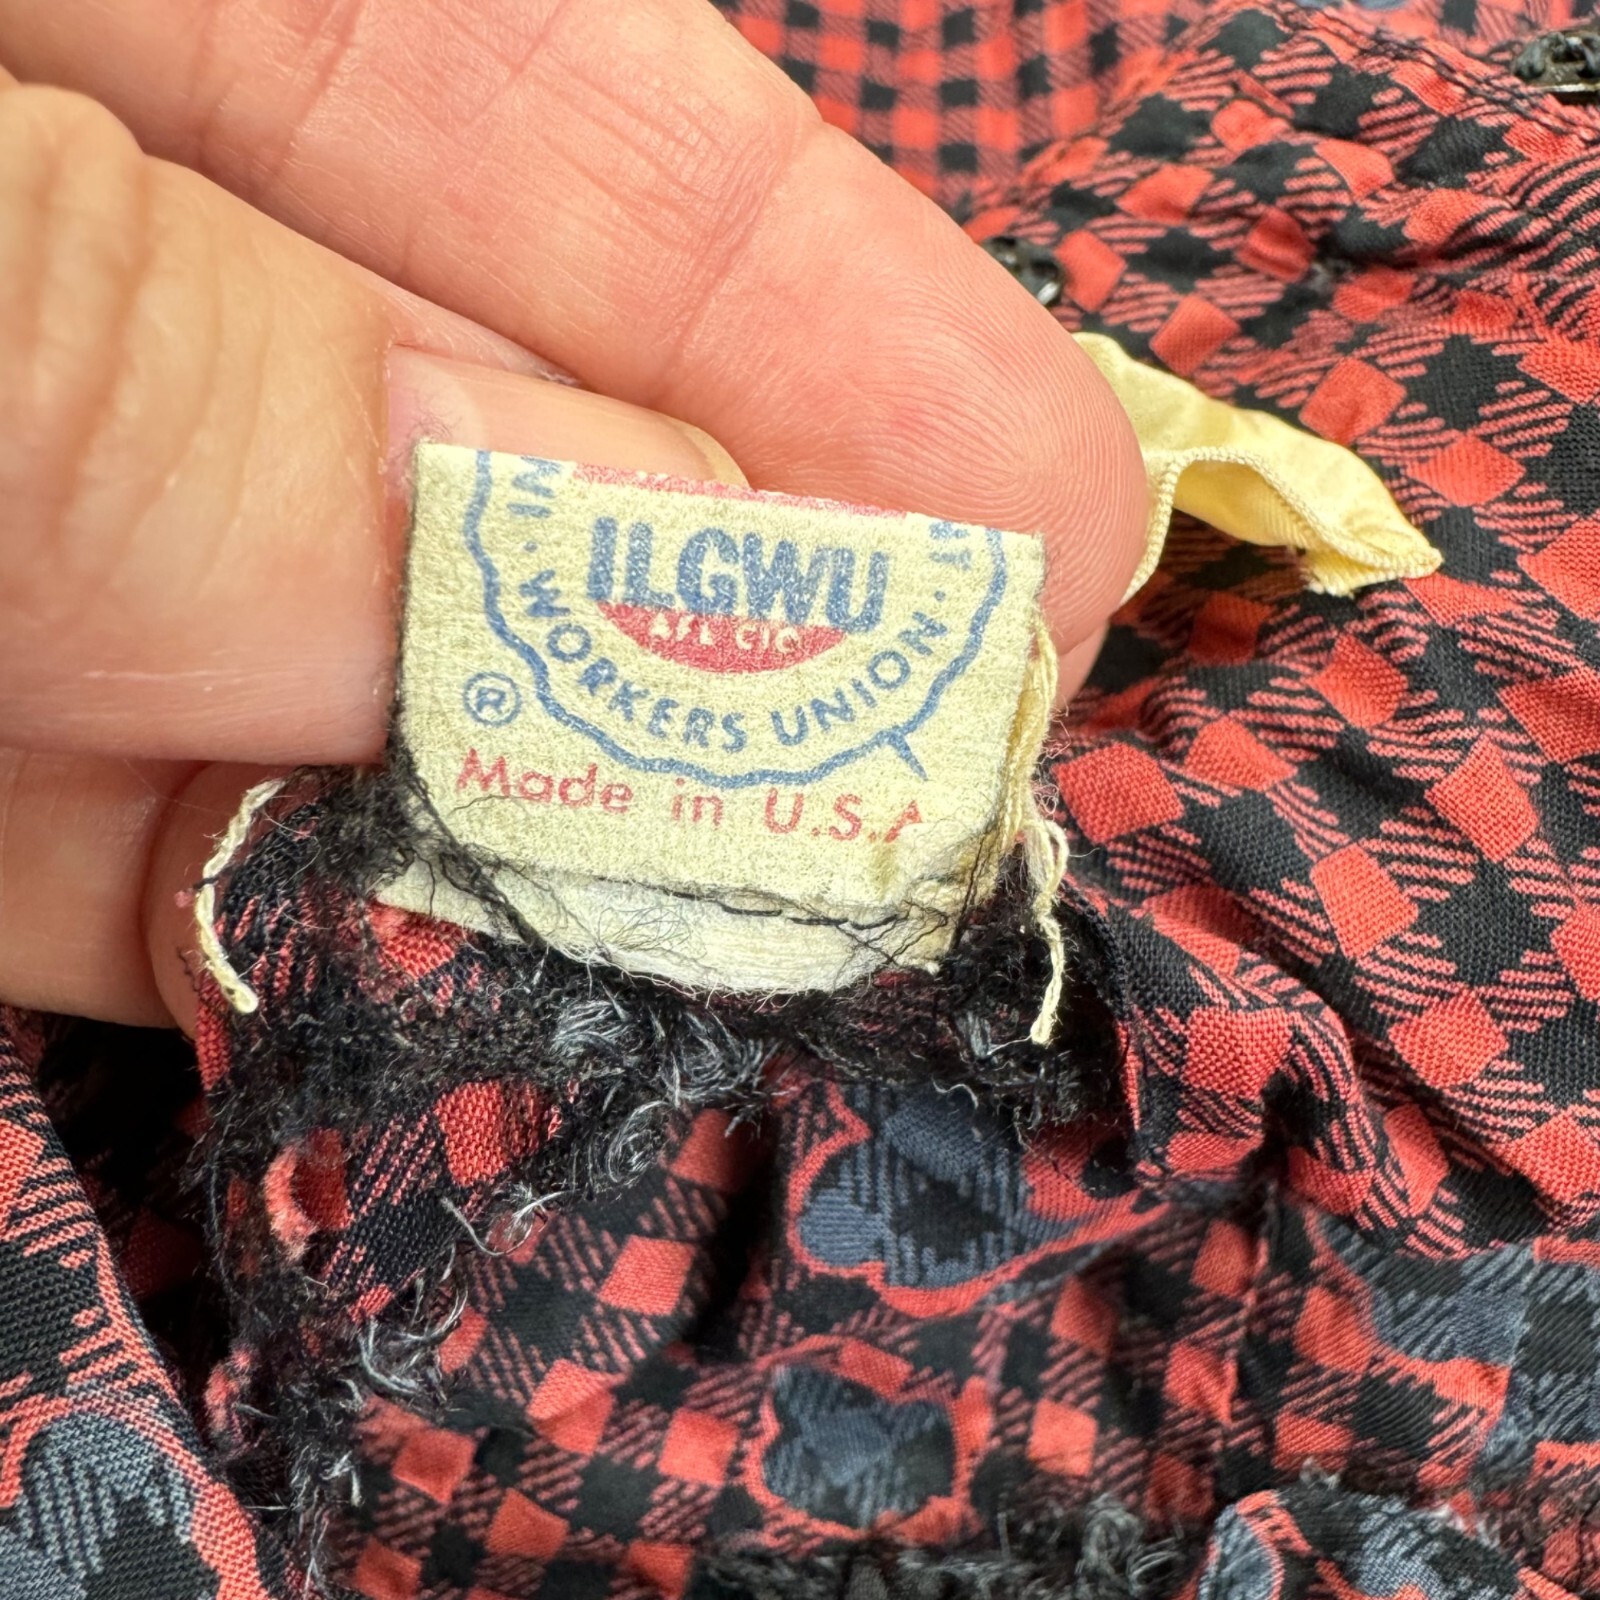 ILGWU
AFL CIO
WORKERS UNION
®
Made in U.S.A